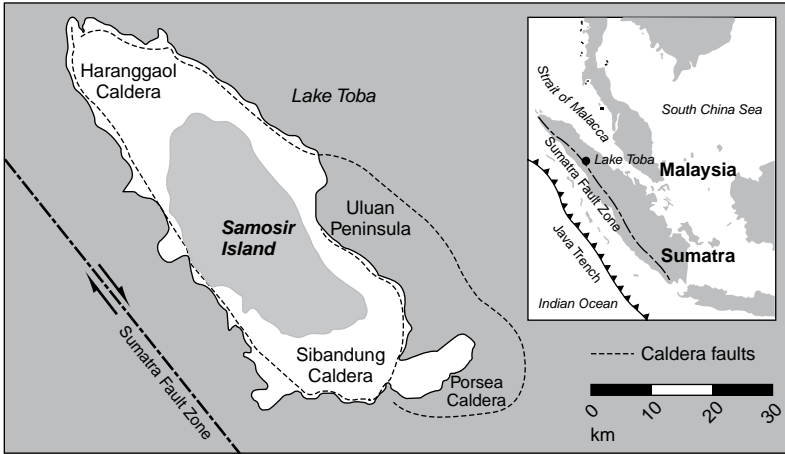 Haranggaol
Caldera
Lake Toba
Samosir
Island
Uluan
Peninsula
Sibandung
Caldera
Porsea
Caldera
Sumatra Fault Zone
Strait of Malacca
South China Sea
Lake Toba
Malaysia
Sumatra Fault Zone
Java Trench
Sumatra
Indian Ocean
Caldera faults
0 10 20 30
km